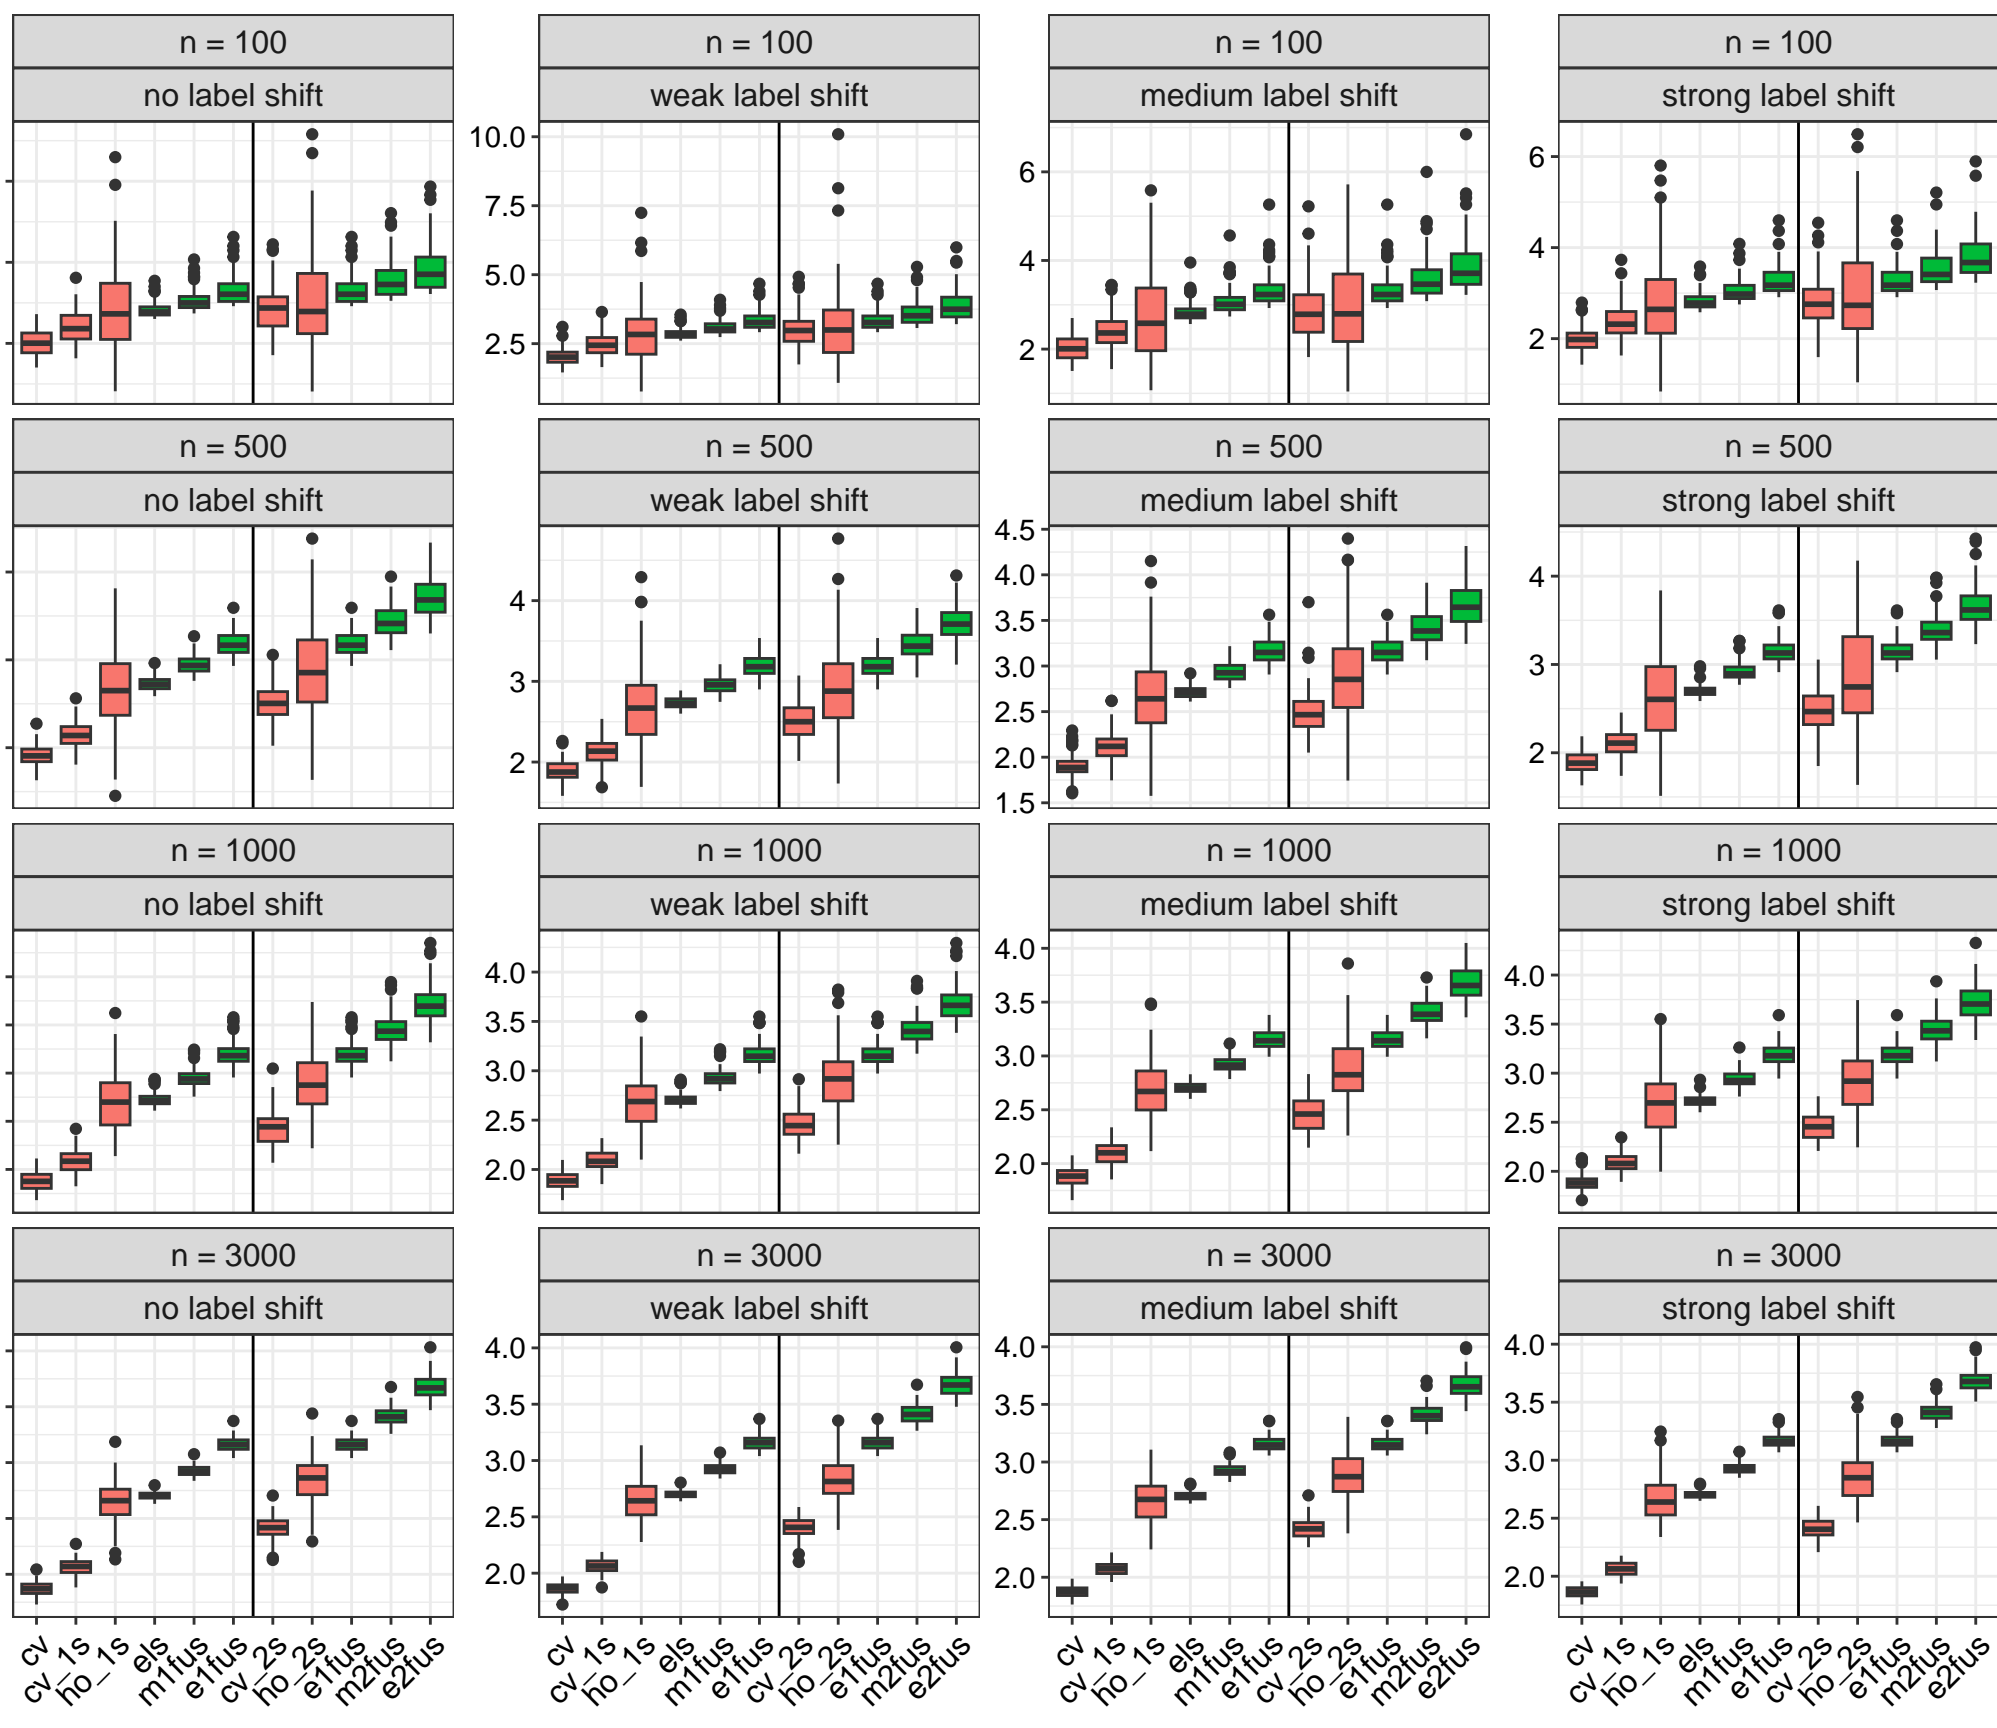 n = 100
n = 100
n = 100
n = 100
no label shift
weak label shift
medium label shift
strong label shift
10.0
7.5
5.0
2.5
6
4
2
6
4
2
n = 500
n = 500
n = 500
n = 500
no label shift
weak label shift
medium label shift
strong label shift
4
3
2
4.5
4.0
3.5
3.0
2.5
2.0
1.5
4
3
2
n = 1000
n = 1000
n = 1000
n = 1000
no label shift
weak label shift
medium label shift
strong label shift
4.0
3.5
3.0
2.5
2.0
4.0
3.5
3.0
2.5
2.0
4.0
3.5
3.0
2.5
2.0
n = 3000
n = 3000
n = 3000
n = 3000
no label shift
weak label shift
medium label shift
strong label shift
4.0
3.5
3.0
2.5
2.0
4.0
3.5
3.0
2.5
2.0
4.0
3.5
3.0
2.5
2.0
cv
cv_1s
ho_1s
els
m1fus
e1fus
cv_2s
ho_2s
e1fus
m2fus
e2fus
cv
cv_1s
ho_1s
els
m1fus
e1fus
cv_2s
ho_2s
e1fus
m2fus
e2fus
cv
cv_1s
ho_1s
els
m1fus
e1fus
cv_2s
ho_2s
e1fus
m2fus
e2fus
cv
cv_1s
ho_1s
els
m1fus
e1fus
cv_2s
ho_2s
e1fus
m2fus
e2fus